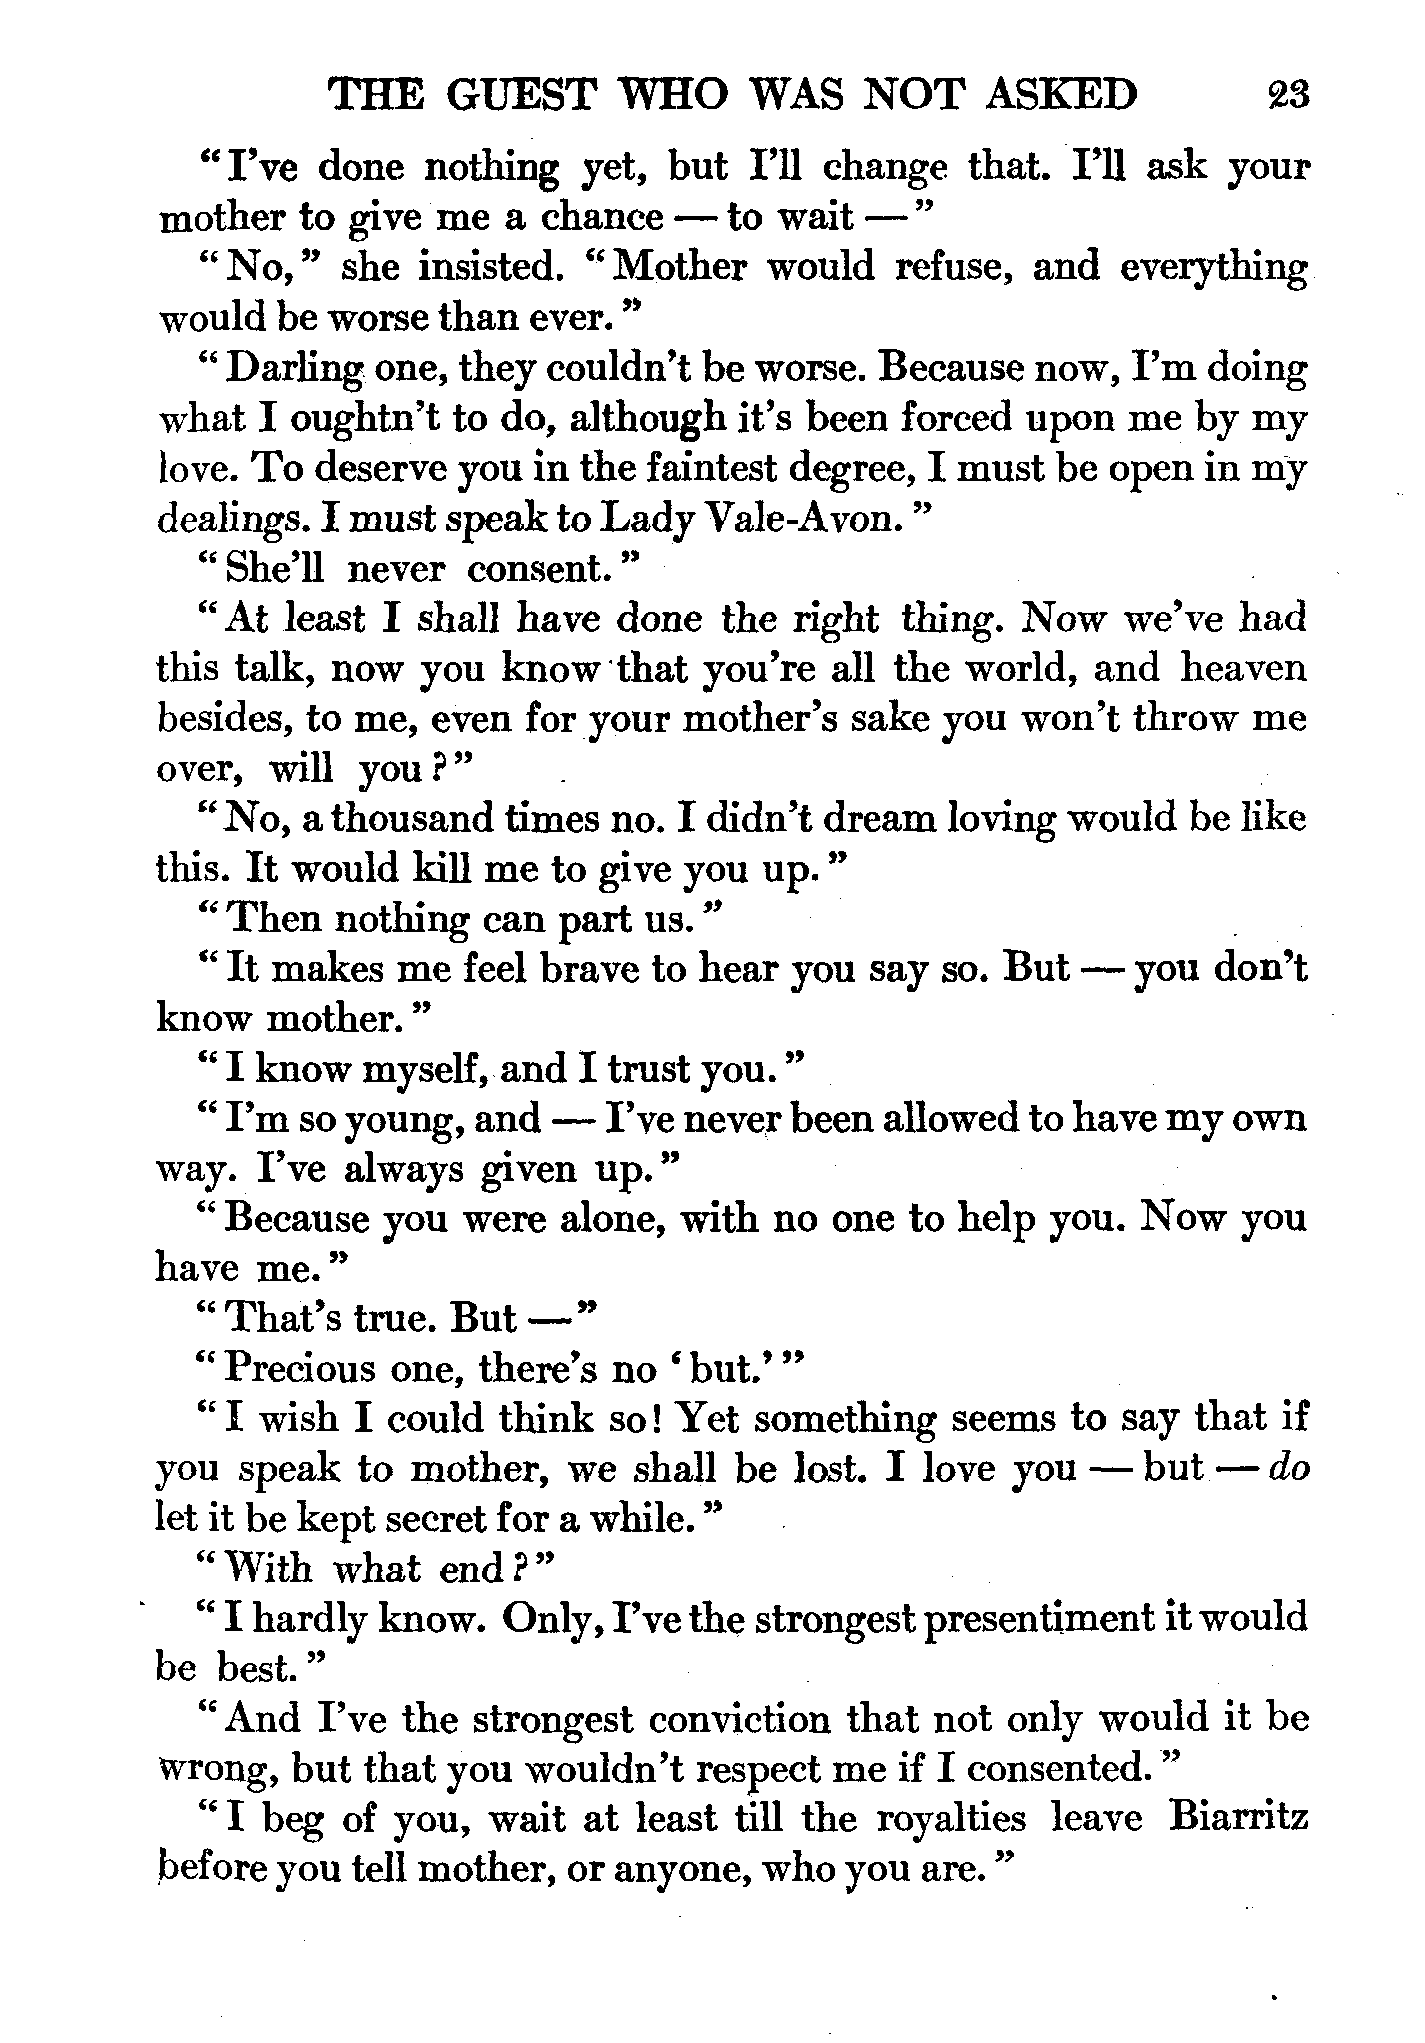 THE GUEST WHO WAS NOT ASKED 23
“I’ve done nothing yet, but I’ll change that. I’ll ask your
mother to give me a chance — to wait —”
“No,” she insisted. “Mother would refuse, and everything
would be worse than ever.”
“Darling one, they couldn’t be worse. Because now, I’m doing
what I oughtn’t to do, although it’s been forced upon me by my
love. To deserve you in the faintest degree, I must be open in my
dealings. I must speak to Lady Vale-Avon.”
“She’ll never consent.”
“At least I shall have done the right thing. Now we’ve had
this talk, now you know that you’re all the world, and heaven
besides, to me, even for your mother’s sake you won’t throw me
over, will you?”
“No, a thousand times no. I didn’t dream loving would be like
this. It would kill me to give you up.”
“Then nothing can part us.”
“It makes me feel brave to hear you say so. But — you don’t
know mother.”
“I know myself, and I trust you.”
“I’m so young, and — I’ve never been allowed to have my own
way. I’ve always given up.”
“Because you were alone, with no one to help you. Now you
have me.”
“That’s true. But —”
“Precious one, there’s no ‘but.’”
“I wish I could think so! Yet something seems to say that if
you speak to mother, we shall be lost. I love you — but — do
let it be kept secret for a while.”
“With what end?”
“I hardly know. Only, I’ve the strongest presentiment it would
be best.”
“And I’ve the strongest conviction that not only would it be
wrong, but that you wouldn’t respect me if I consented.”
“I beg of you, wait at least till the royalties leave Biarritz
before you tell mother, or anyone, who you are.”